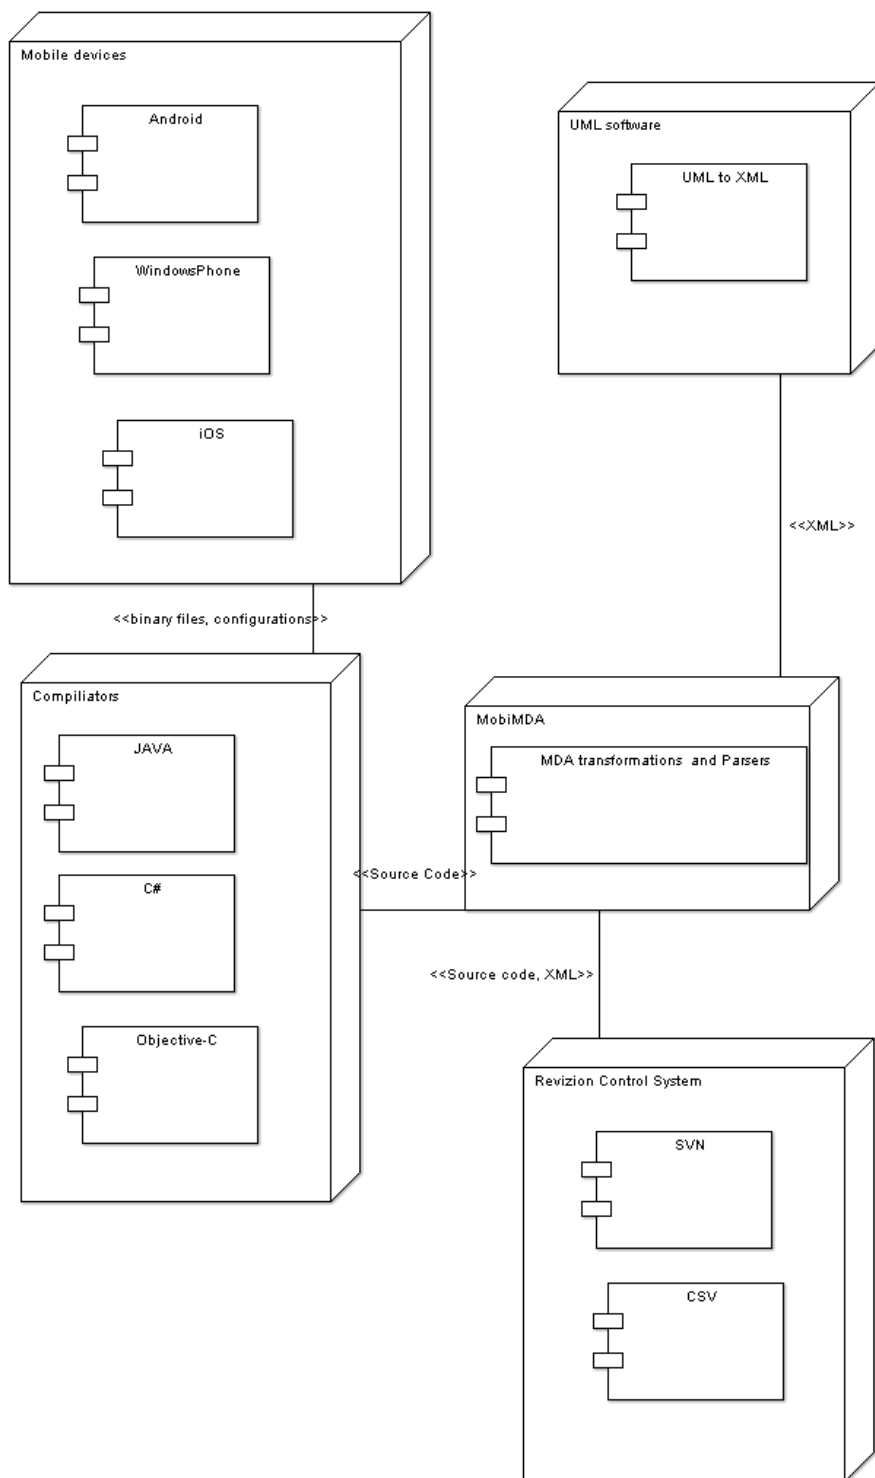 Mobile devices
Android
WindowsPhone
iOS
UML software
UML to XML
<<XML>>
<<binary files, configurations>>
Compiliators
JAVA
C#
Objective-C
<<Source Code>>
MobiMDA
MDA transformations and Parsers
<<Source code, XML>>
Revizion Control System
SVN
CSV